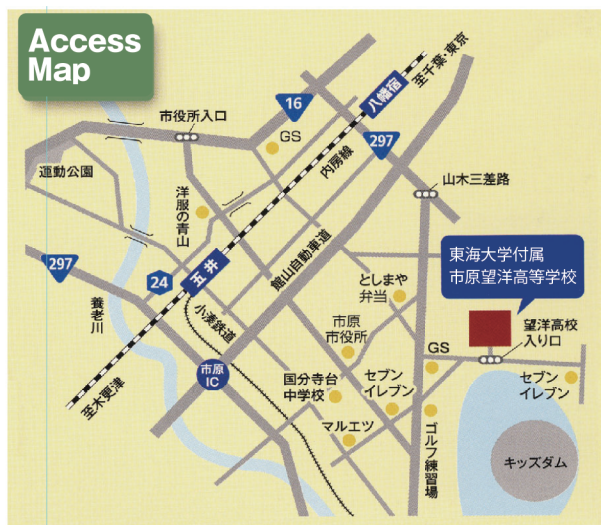 Access
Map
至千葉・東京
八幡宿
16
市役所入口
GS
297
内房線
山木三差路
運動公園
洋服の青山
館山自動車道
東海大学付属
市原望洋高等学校
五井
24
297
としまや
弁当
養老川
小湊鉄道
市原
市役所
望洋高校
入り口
GS
市原
IC
国分寺台
中学校
セブン
イレブン
セブン
イレブン
至木更津
マルエツ
ゴルフ練習場
キッズダム